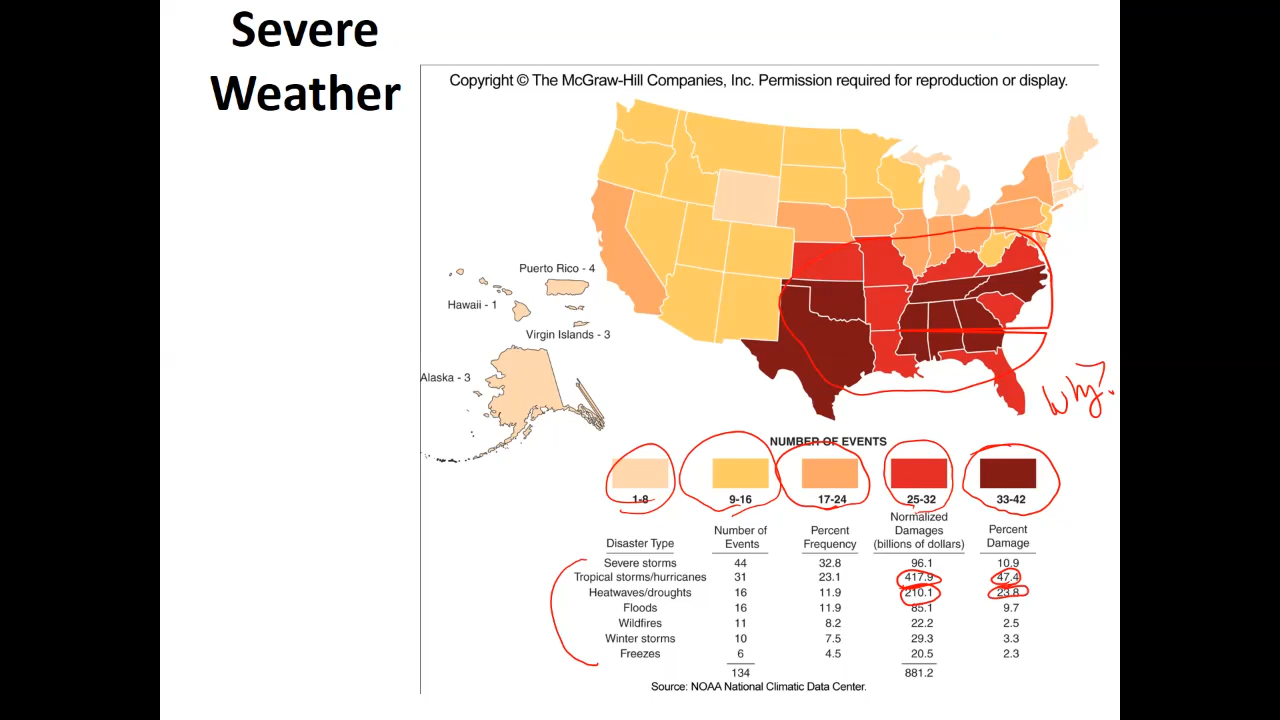 Severe
Weather
Copyright © The McGraw-Hill Companies, Inc. Permission required for reproduction or display.
Puerto Rico - 4
Hawaii - 1
Virgin Islands - 3
Alaska - 3
Why?
NUMBER OF EVENTS
1-8 9-16 17-24 25-32 33-42
Disaster Type Number of Events Percent Frequency Normalized Damages (billions of dollars) Percent Damage
Severe storms 44 32.8 96.1 10.9
Tropical storms/hurricanes 31 23.1 417.9 47.4
Heatwaves/droughts 16 11.9 210.1 23.8
Floods 16 11.9 85.1 9.7
Wildfires 11 8.2 22.2 2.5
Winter storms 10 7.5 29.3 3.3
Freezes 6 4.5 20.5 2.3
134 881.2
Source: NOAA National Climatic Data Center.